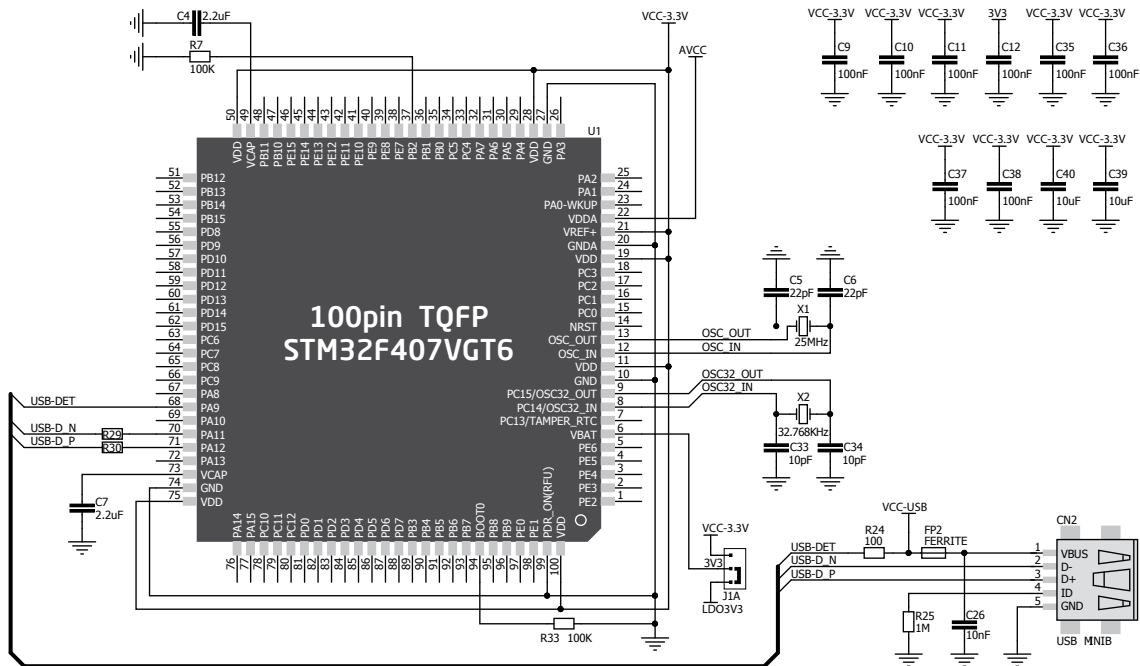 C4 2.2uF
R7
100K
VCC-3.3V
AVCC
VCC-3.3V VCC-3.3V VCC-3.3V 3V3 VCC-3.3V VCC-3.3V
C9 C10 C11 C12 C35 C36
100nF 100nF 100nF 100nF 100nF 100nF
VCC-3.3V VCC-3.3V VCC-3.3V VCC-3.3V
C37 C38 C40 C39
100nF 100nF 10uF 10uF
50 49 48 47 46 45 44 43 42 41 40 39 38 37 36 35 34 33 32 31 30 29 28 27 26
U1
VDD VCAP PB11 PB10 PE15 PE14 PE13 PE12 PE11 PE10 PE9 PE8 PE7 PB2 PB1 PB0 PC5 PC4 PA7 PA6 PA5 PA4 VDD GND PA3
51 PB12
52 PB13
53 PB14
54 PB15
55 PD8
56 PD9
57 PD10
58 PD11
59 PD12
60 PD13
61 PD14
62 PD15
63 PC6
64 PC7
65 PC8
66 PC9
67 PA8
68 PA9
69 PA10
70 PA11
71 PA12
72 PA13
73 VCAP
74 GND
75 VDD
100pin TQFP
STM32F407VGT6
PA2 25
PA1 24
PA0-WKUP 23
VDDA 22
VREF+ 21
GNDA 20
VDD 19
PC3 18
PC2 17
PC1 16
PC0 15
NRST 14
OSC_OUT 13
OSC_IN 12
VDD 11
GND 10
PC15/OSC32_OUT 9
PC14/OSC32_IN 8
PC13/TAMPER_RTC 7
VBAT 6
PE6 5
PE5 4
PE4 3
PE3 2
PE2 1
PA14 PA15 PC10 PC11 PC12 PD0 PD1 PD2 PD3 PD4 PD5 PD6 PD7 PB3 PB4 PB5 PB6 PB7 BOOT0 PB8 PB9 PE0 PE1 PDR_ON(RFU) VDD
76 77 78 79 80 81 82 83 84 85 86 87 88 89 90 91 92 93 94 95 96 97 98 99 100
USB-DET
USB-D_N R29
USB-D_P R30
C7
2.2uF
R33 100K
C5 C6
22pF 22pF
X1
25MHz
OSC_OUT
OSC_IN
OSC32_OUT
OSC32_IN
X2
32.768KHz
C33 C34
10pF 10pF
VCC-3.3V
3V3
J1A
LDO3V3
VCC-USB
R24 FP2
100 FERRITE
USB-DET
USB-D_N
USB-D_P
R25
1M
C26
10nF
CN2
1 VBUS
2 D-
3 D+
4 ID
5 GND
USB MINIB